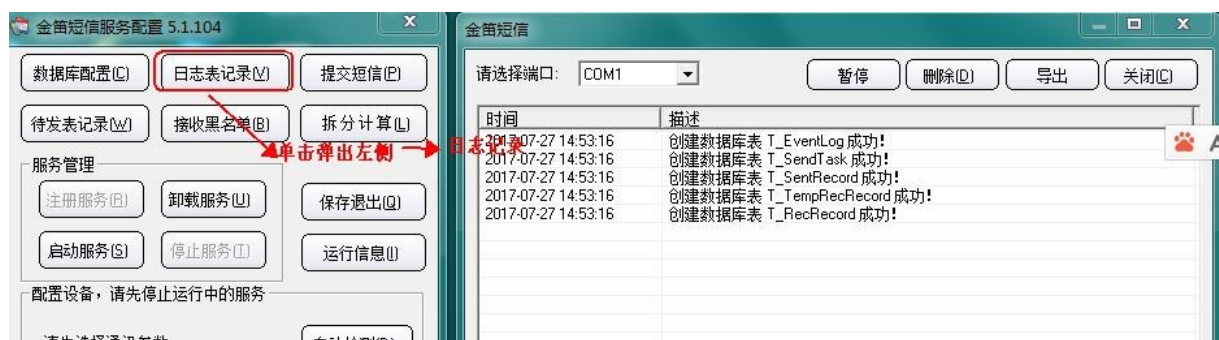 金笛短信服务配置 5.1.104
数据库配置(C) 日志表记录(V) 提交短信(P)
待发表记录(W) 接收黑名单(B) 拆分计算(L)
单击弹出左侧 日志记录
服务管理
注册服务(R) 卸载服务(U) 保存退出(Q)
启动服务(S) 停止服务(T) 运行信息(I)
配置设备，请先停止运行中的服务
金笛短信
请选择端口: COM1 暂停 删除(D) 导出 关闭(C)
时间 描述
2017-07-27 14:53:16 创建数据库表 T_EventLog 成功!
2017-07-27 14:53:16 创建数据库表 T_SendTask 成功!
2017-07-27 14:53:16 创建数据库表 T_SentRecord 成功!
2017-07-27 14:53:16 创建数据库表 T_TempRecRecord 成功!
2017-07-27 14:53:16 创建数据库表 T_RecRecord 成功!